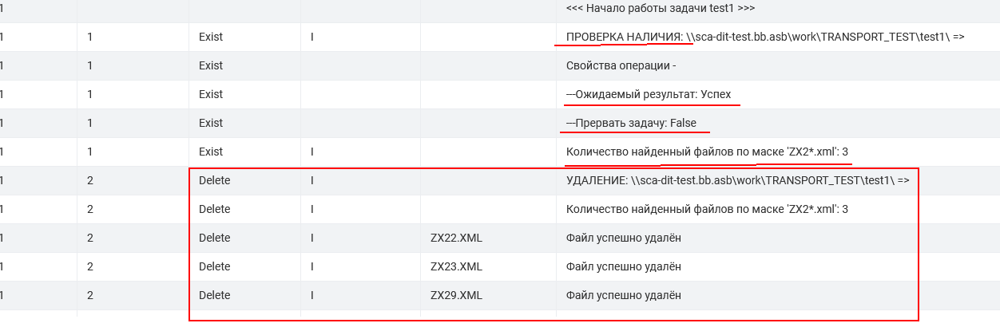 1 <<< Начало работы задачи test1 >>>
1 1 Exist I ПРОВЕРКА НАЛИЧИЯ: \\sca-dit-test.bb.asb\work\TRANSPORT_TEST\test1\ =>
1 1 Exist Свойства операции -
1 1 Exist ---Ожидаемый результат: Успех
1 1 Exist ---Прервать задачу: False
1 1 Exist I Количество найденный файлов по маске 'ZX2*.xml': 3
1 2 Delete I УДАЛЕНИЕ: \\sca-dit-test.bb.asb\work\TRANSPORT_TEST\test1\ =>
1 2 Delete I Количество найденный файлов по маске 'ZX2*.xml': 3
1 2 Delete I ZX22.XML Файл успешно удалён
1 2 Delete I ZX23.XML Файл успешно удалён
1 2 Delete I ZX29.XML Файл успешно удалён